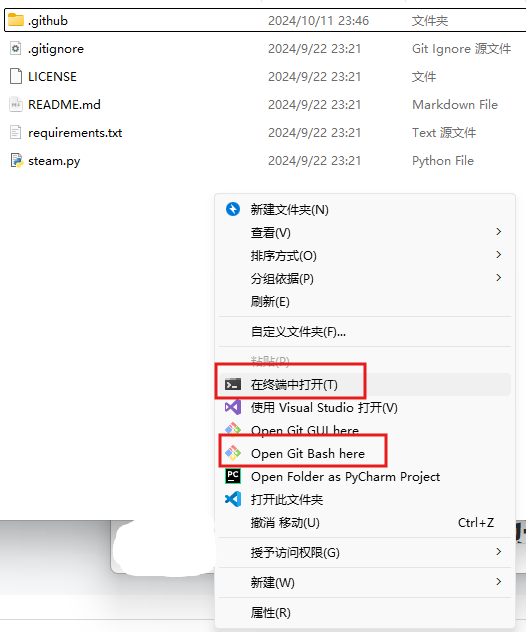 .github 2024/10/11 23:46 文件夹
.gitignore 2024/9/22 23:21 Git Ignore 源文件
LICENSE 2024/9/22 23:21 文件
README.md 2024/9/22 23:21 Markdown File
requirements.txt 2024/9/22 23:21 Text 源文件
steam.py 2024/9/22 23:21 Python File
新建文件夹(N)
查看(V)
排序方式(O)
分组依据(P)
刷新(E)
自定义文件夹(F)...
粘贴(P)
在终端中打开(T)
使用 Visual Studio 打开(V)
Open Git GUI here
Open Git Bash here
PC Open Folder as PyCharm Project
打开此文件夹
撤消 移动(U) Ctrl+Z
授予访问权限(G)
新建(W)
属性(R)